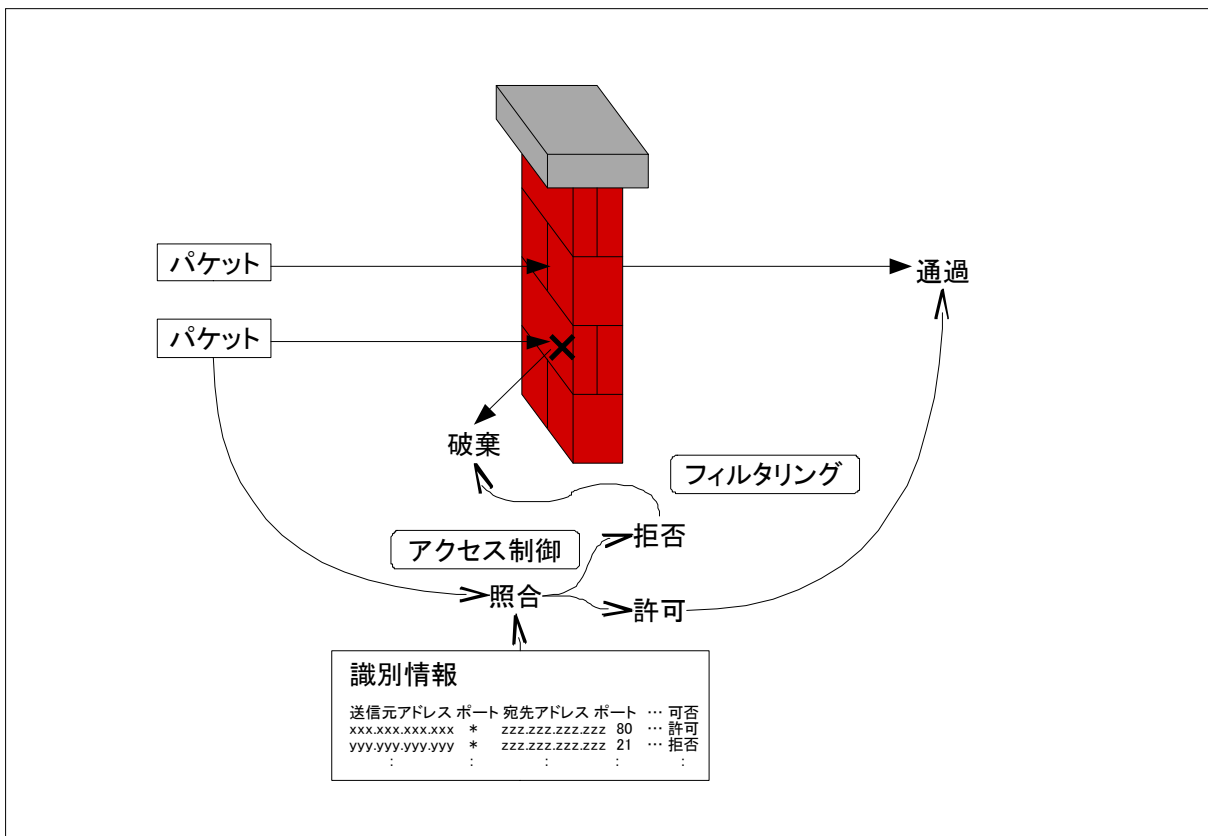 パケット
通過
パケット
破棄
フィルタリング
拒否
アクセス制御
照合
許可
識別情報
送信元アドレス ポート 宛先アドレス ポート … 可否
xxx.xxx.xxx.xxx * zzz.zzz.zzz.zzz 80 … 許可
yyy.yyy.yyy.yyy * zzz.zzz.zzz.zzz 21 … 拒否
: : : : :